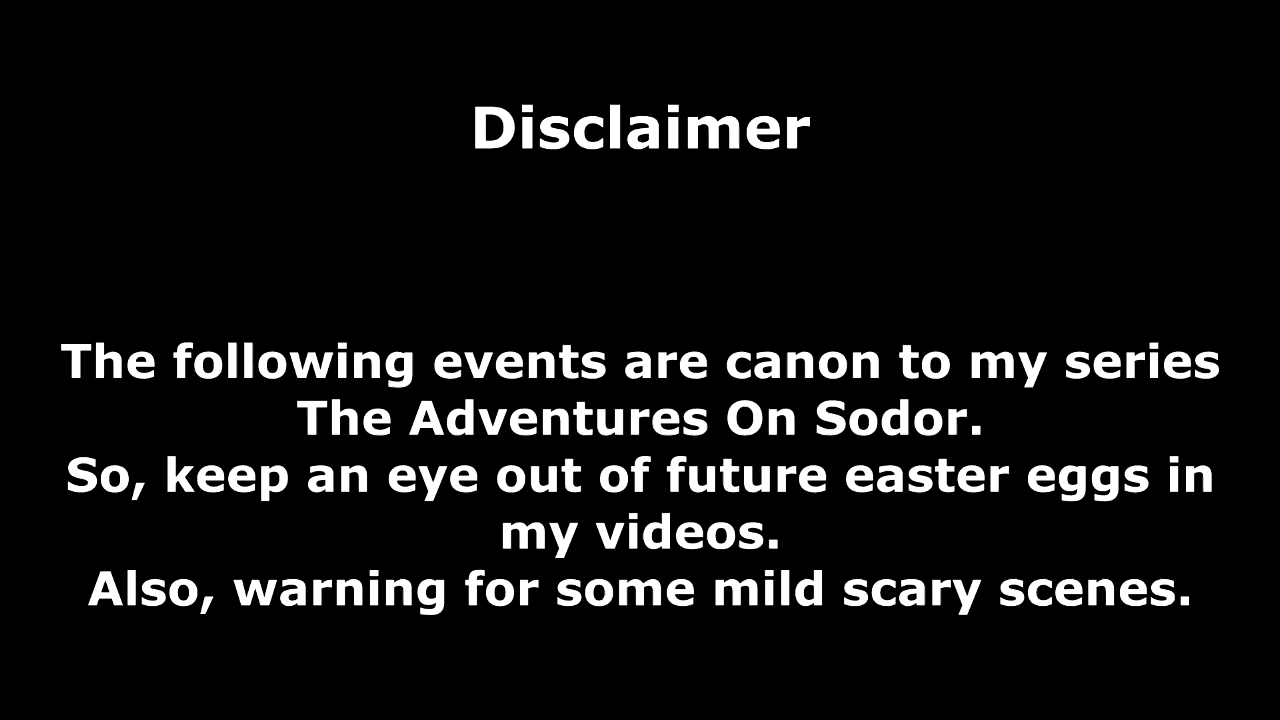 Disclaimer
The following events are canon to my series
The Adventures On Sodor.
So, keep an eye out of future easter eggs in
my videos.
Also, warning for some mild scary scenes.